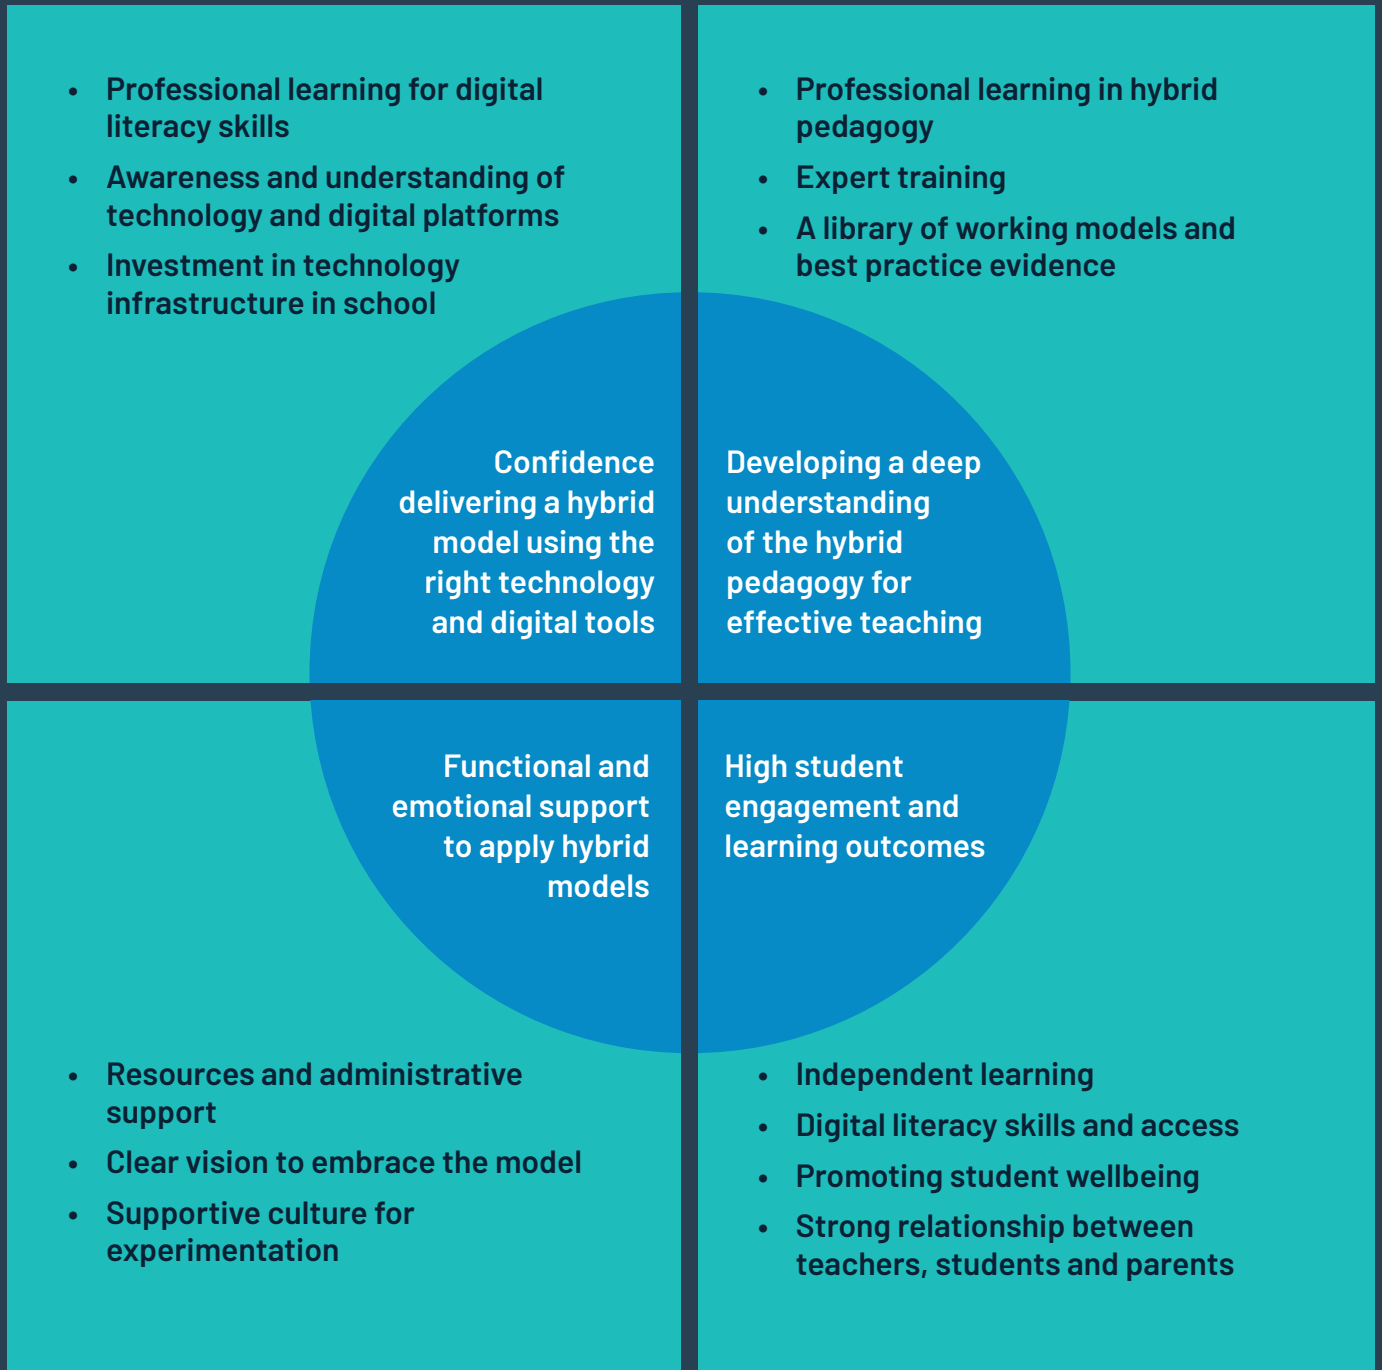 • Professional learning for digital
literacy skills
• Awareness and understanding of
technology and digital platforms
• Investment in technology
infrastructure in school
Confidence
delivering a hybrid
model using the
right technology
and digital tools
• Professional learning in hybrid
pedagogy
• Expert training
• A library of working models and
best practice evidence
Developing a deep
understanding
of the hybrid
pedagogy for
effective teaching
Functional and
emotional support
to apply hybrid
models
• Resources and administrative
support
• Clear vision to embrace the model
• Supportive culture for
experimentation
High student
engagement and
learning outcomes
• Independent learning
• Digital literacy skills and access
• Promoting student wellbeing
• Strong relationship between
teachers, students and parents